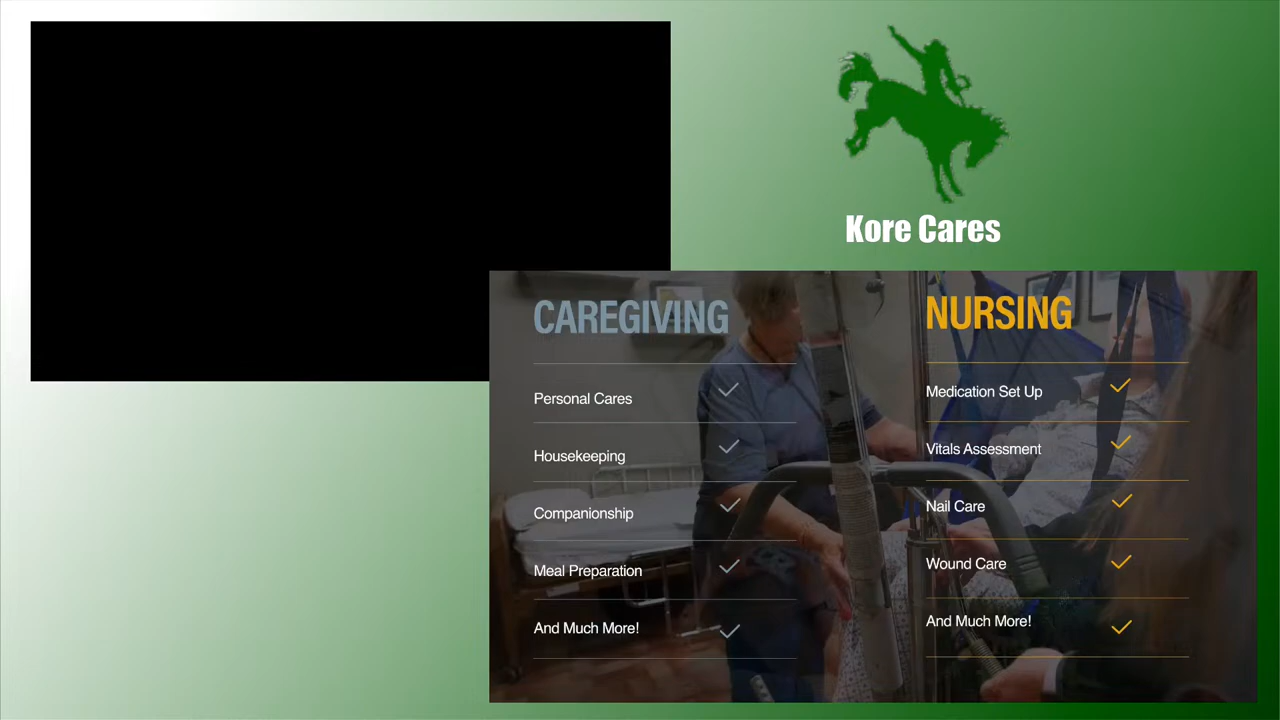 Kore Cares
CAREGIVING
Personal Cares
Housekeeping
Companionship
Meal Preparation
And Much More!
NURSING
Medication Set Up
Vitals Assessment
Nail Care
Wound Care
And Much More!